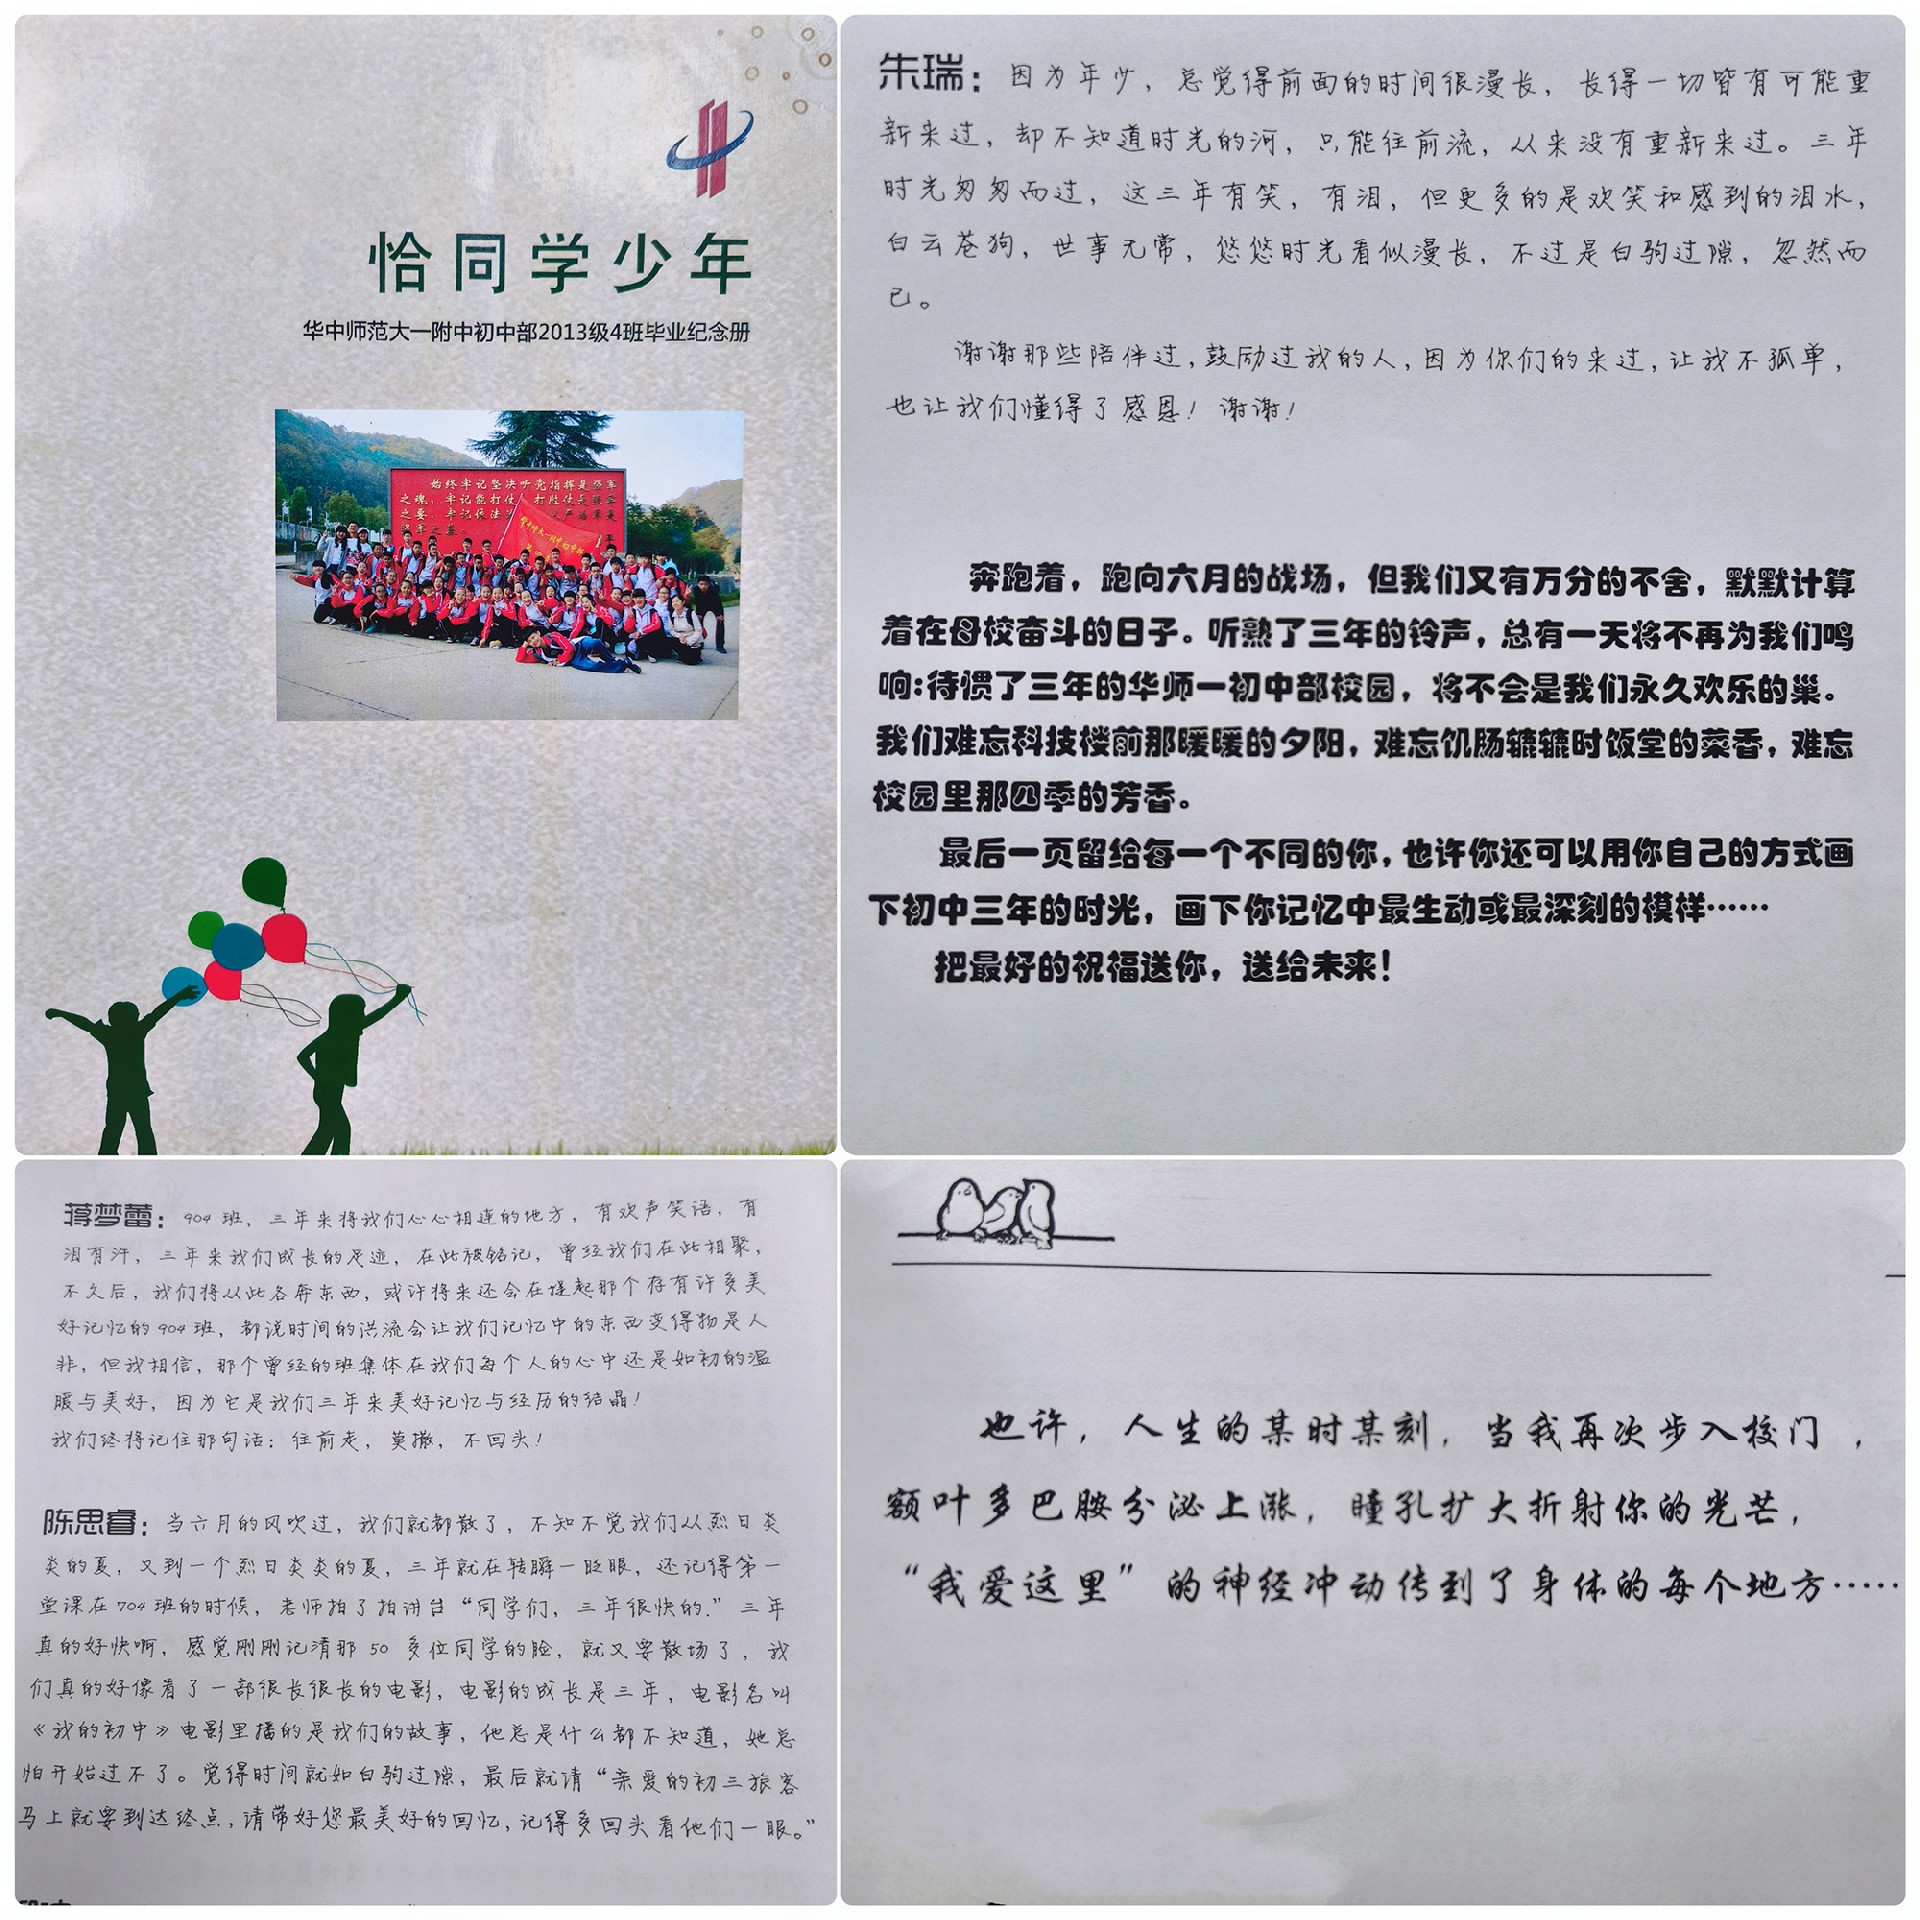 恰同学少年
华中师范大一附中初中部2013级4班毕业纪念册
始终牢记坚决听党指挥是强军
之魂，牢记能打仗、打胜仗是强军
之要，牢记依法
朱瑞：因为年少，总觉得前面的时间很漫长，长得一切皆有可能重
新来过，却不知道时光的河，只能往前流，从来没有重新来过。三年
时光匆匆而过，这三年有笑，有泪，但更多的是欢笑和感到的泪水，
白云苍狗，世事无常，悠悠时光看似漫长，不过是白驹过隙，忽然而
已。
谢谢那些陪伴过，鼓励过我的人，因为你们的来过，让我不孤单，
也让我们懂得了感恩！谢谢！
奔跑着，跑向六月的战场，但我们又有万分的不舍，默默计算
着在母校奋斗的日子。听熟了三年的铃声，总有一天将不再为我们鸣
响：待惯了三年的华师一初中部校园，将不会是我们永久欢乐的巢。
我们难忘科技楼前那暖暖的夕阳，难忘饥肠辘辘时饭堂的菜香，难忘
校园里那四季的芳香。
最后一页留给每一个不同的你，也许你还可以用你自己的方式画
下初中三年的时光，画下你记忆中最生动或最深刻的模样……
把最好的祝福送你，送给未来！
蒋梦蕾：904班，三年来将我们心心相连的地方，有欢声笑语，有
泪有汗，三年来我们成长的足迹，在此被铭记，曾经我们在此相聚，
不久后，我们将从此各奔东西，或许将来还会在提起那个存有许多美
好记忆的904班，都说时间的洪流会让我们记忆中的东西变得物是人
非，但我相信，那个曾经的班集体在我们每个人的心中还是如初的温
暖与美好，因为它是我们三年来美好记忆与经历的结晶！
我们终将记住那句话：往前走，莫撒，不回头！
陈思睿：当六月的风吹过，我们就都散了，不知不觉我们从烈日炎
炎的夏，又到一个烈日炎炎的夏，三年就在转瞬一眨眼，还记得第一
堂课在704班的时候，老师拍了拍讲台“同学们，三年很快的.”三年
真的好快啊，感觉刚刚记清那50多位同学的脸，就又要散场了，我
们真的好像看了一部很长很长的电影，电影的成长是三年，电影名叫
《我的初中》电影里播的是我们的故事，他总是什么都不知道，她总
怕开始过不了。觉得时间就如白驹过隙，最后就请“亲爱的初三旅客
马上就要到达终点，请带好您最美好的回忆，记得多回头看他们一眼。”
也许，人生的某时某刻，当我再次步入校门，
额叶多巴胺分泌上涨，瞳孔扩大折射你的光芒，
“我爱这里”的神经冲动传到了身体的每个地方……